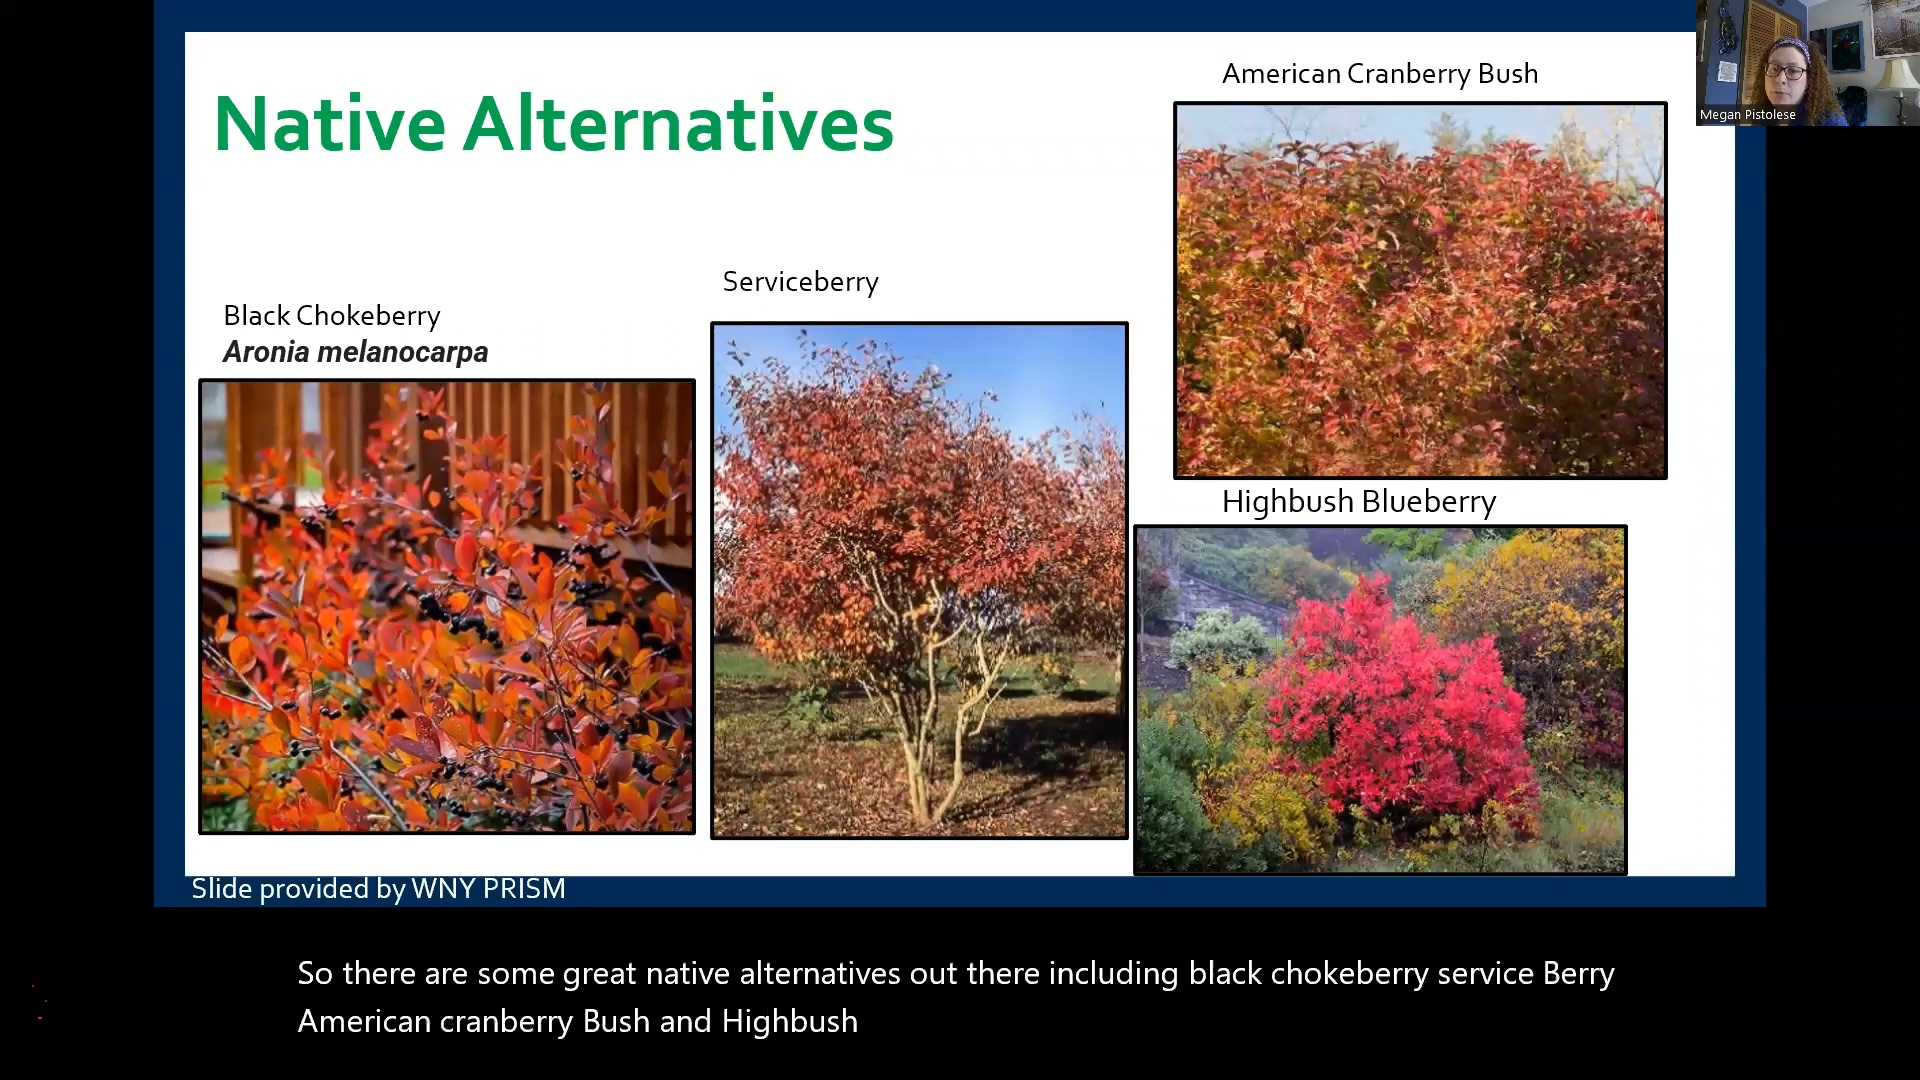 Native Alternatives
American Cranberry Bush
Megan Pistolese
Serviceberry
Black Chokeberry
Aronia melanocarpa
Highbush Blueberry
Slide provided by WNY PRISM
So there are some great native alternatives out there including black chokeberry service Berry
American cranberry Bush and Highbush